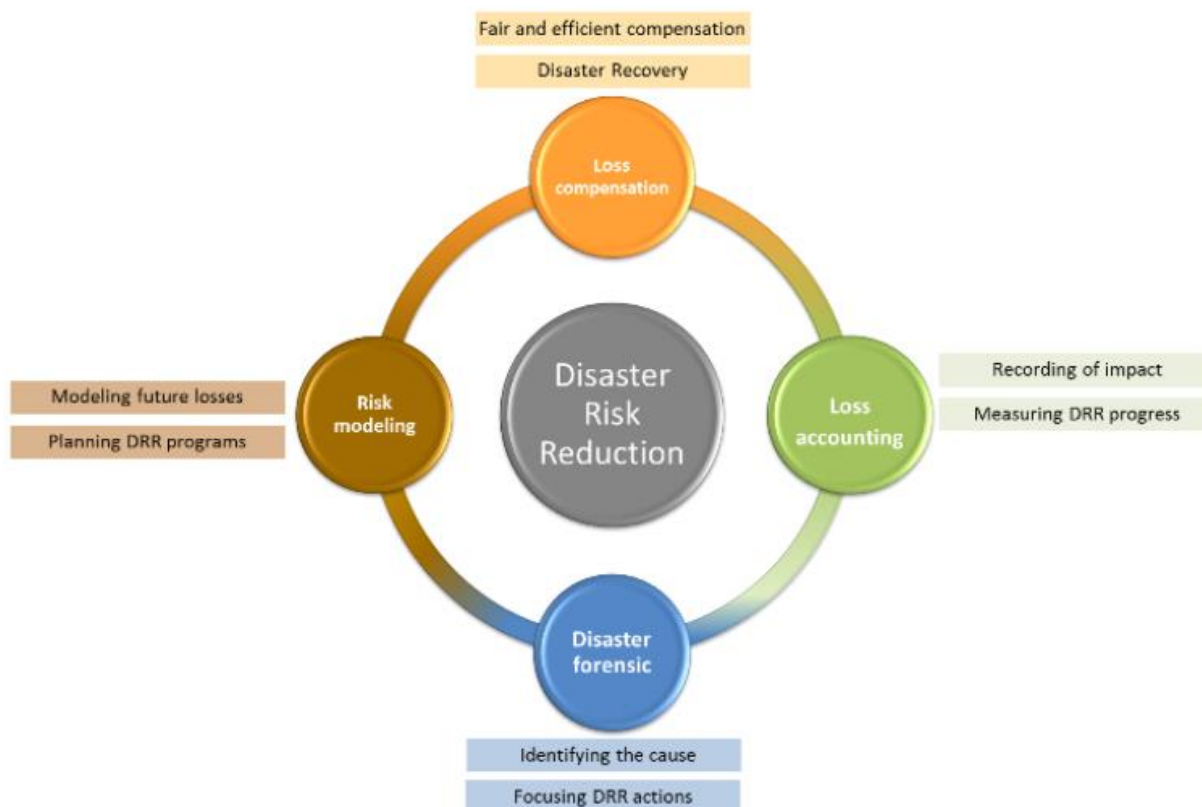 Fair and efficient compensation
Disaster Recovery
Loss
compensation
Modeling future losses
Planning DRR programs
Risk
modeling
Disaster
Risk
Reduction
Loss
accounting
Recording of impact
Measuring DRR progress
Disaster
forensic
Identifying the cause
Focusing DRR actions